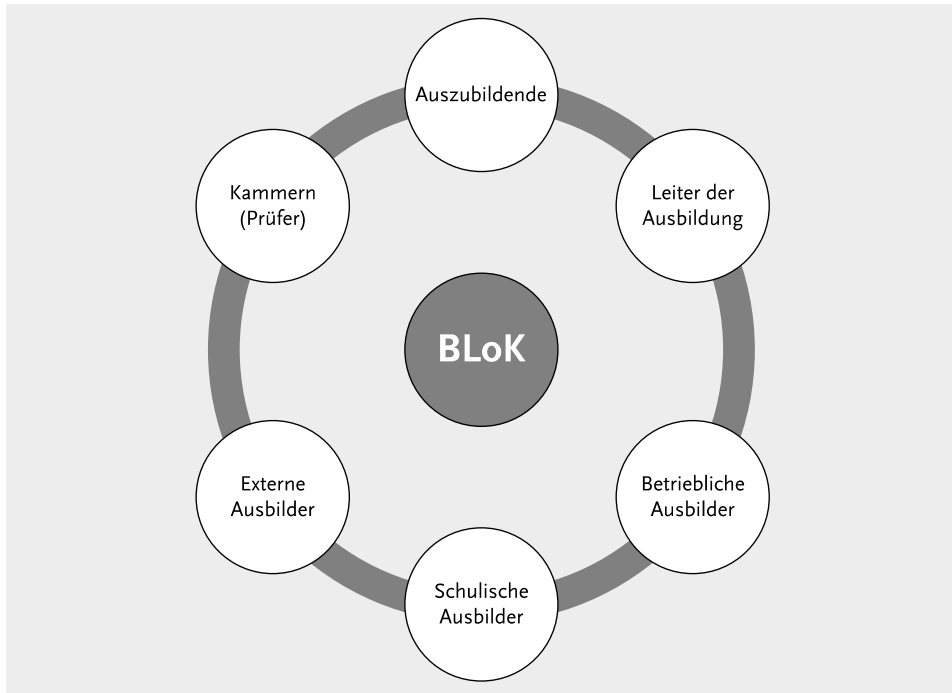 Auszubildende
Leiter der
Ausbildung
Betriebliche
Ausbilder
Schulische
Ausbilder
Externe
Ausbilder
Kammern
(Prüfer)
BLoK